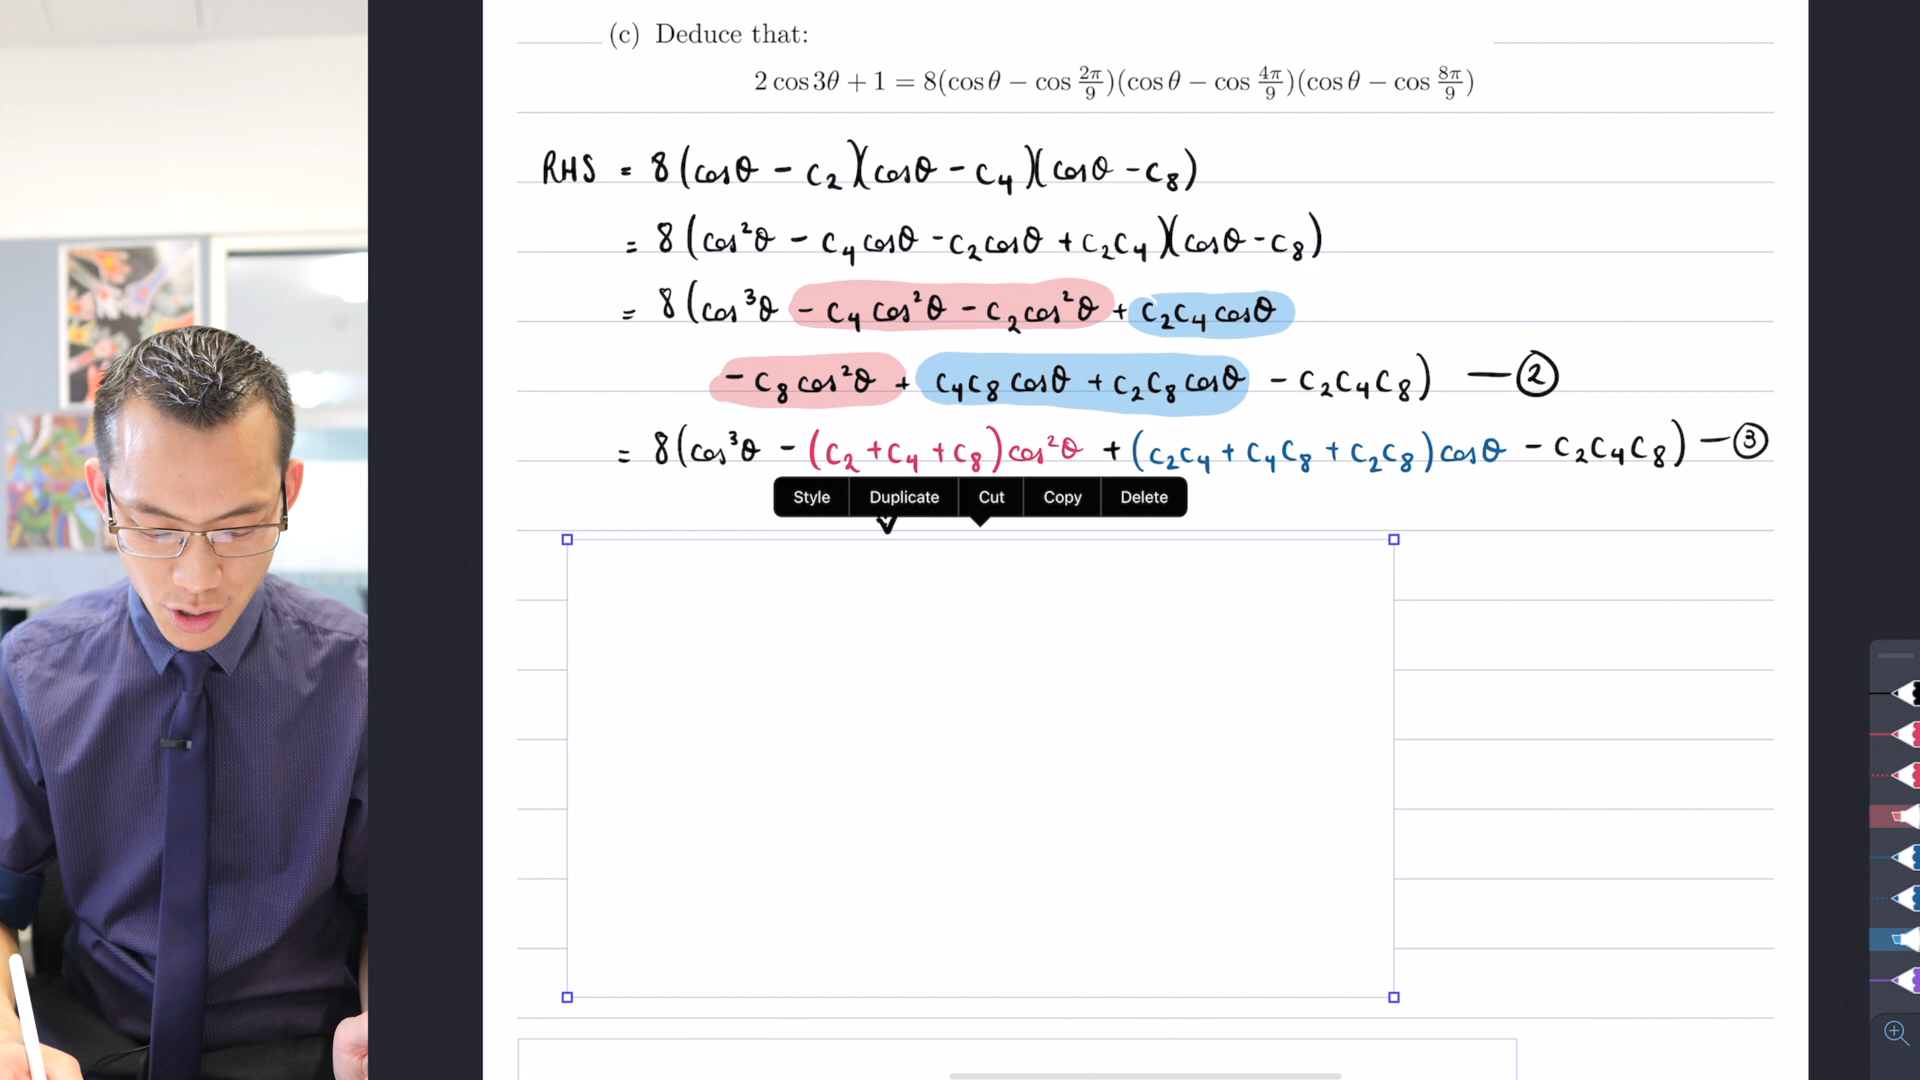 (c) Deduce that:
2 cos 3θ + 1 = 8(cos θ − cos 2π/9)(cos θ − cos 4π/9)(cos θ − cos 8π/9)
RHS = 8(cosθ − c₂)(cosθ − c₄)(cosθ − c₈)
= 8(cos²θ − c₄cosθ − c₂cosθ + c₂c₄)(cosθ − c₈)
= 8(cos³θ − c₄cos²θ − c₂cos²θ + c₂c₄cosθ
− c₈cos²θ + c₄c₈cosθ + c₂c₈cosθ − c₂c₄c₈) — ②
= 8(cos³θ − (c₂ + c₄ + c₈)cos²θ + (c₂c₄ + c₄c₈ + c₂c₈)cosθ − c₂c₄c₈) — ③
Style Duplicate Cut Copy Delete